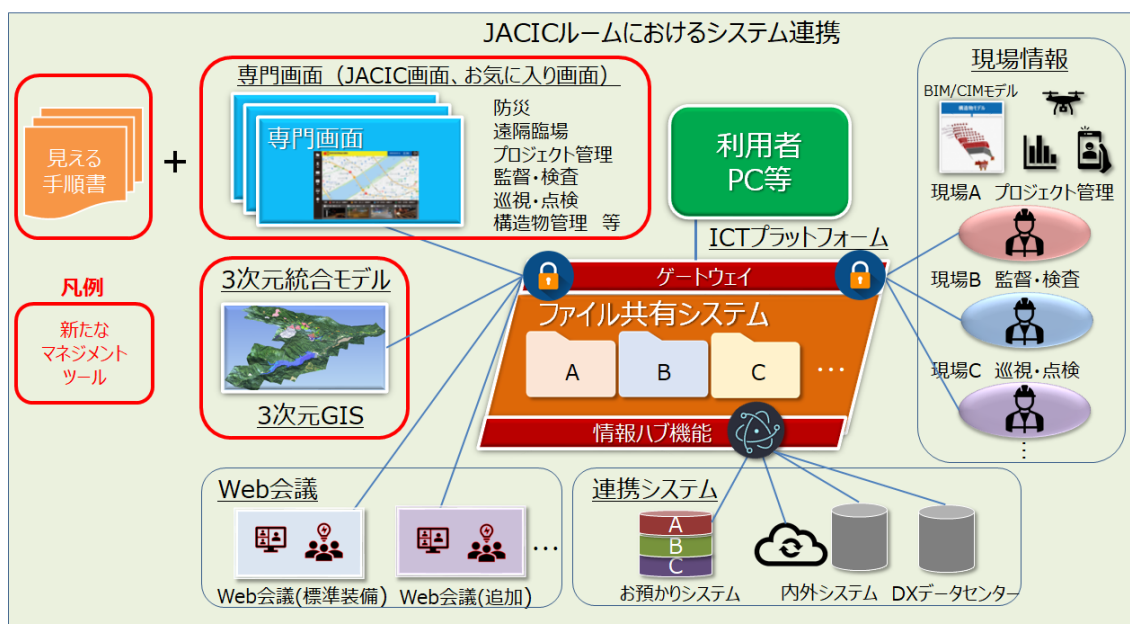 JACICルームにおけるシステム連携
見える
手順書
+
専門画面（JACIC画面、お気に入り画面）
専門画面
防災
遠隔臨場
プロジェクト管理
監督・検査
巡視・点検
構造物管理　等
利用者
PC等
ICTプラットフォーム
現場情報
BIM/CIMモデル
現場A　プロジェクト管理
現場B　監督・検査
現場C　巡視・点検
⋮
凡例
新たな
マネジメント
ツール
3次元統合モデル
3次元GIS
ゲートウェイ
ファイル共有システム
A
B
C
…
情報ハブ機能
Web会議
…
Web会議(標準装備)
Web会議(追加)
連携システム
A
B
C
お預かりシステム
内外システム
DXデータセンター